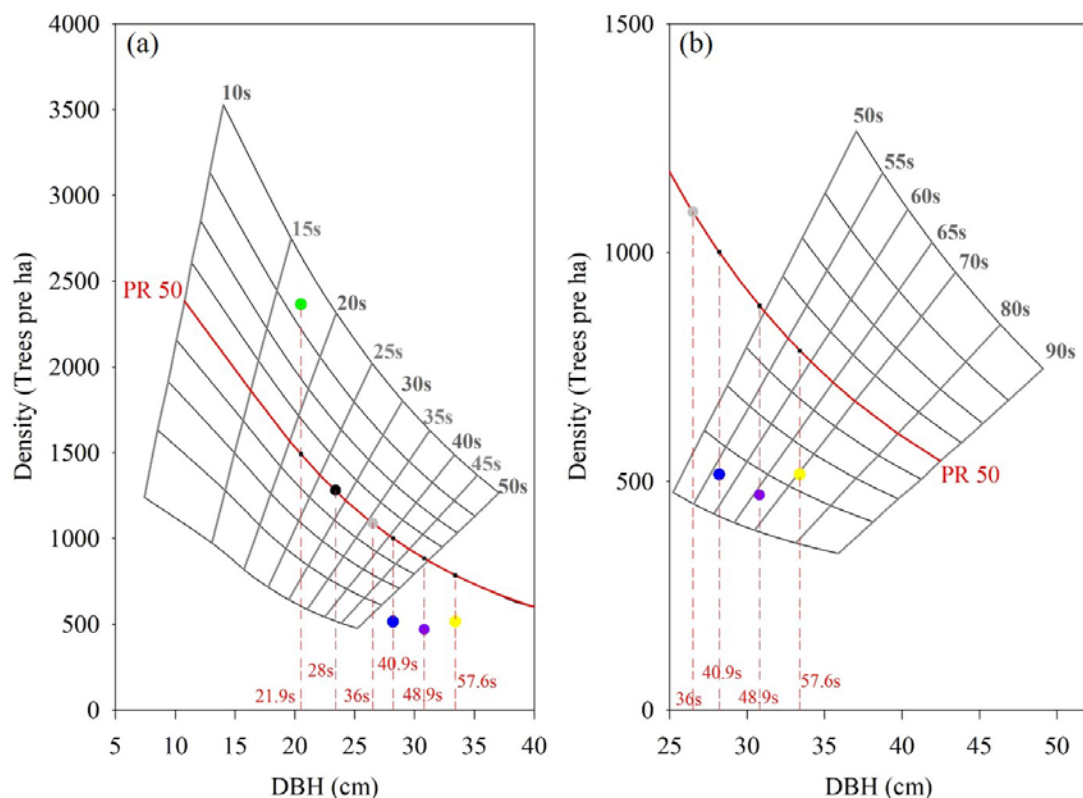 (a)
4000
3500
3000
2500
2000
1500
1000
500
0
Density (Trees pre ha)
10s
15s
20s
25s
30s
35s
40s
45s
50s
PR 50
21.9s
28s
36s
40.9s
48.9s
57.6s
5 10 15 20 25 30 35 40
DBH (cm)
(b)
1500
1000
500
0
Density (Trees pre ha)
50s
55s
60s
65s
70s
80s
90s
PR 50
36s
40.9s
48.9s
57.6s
25 30 35 40 45 50
DBH (cm)